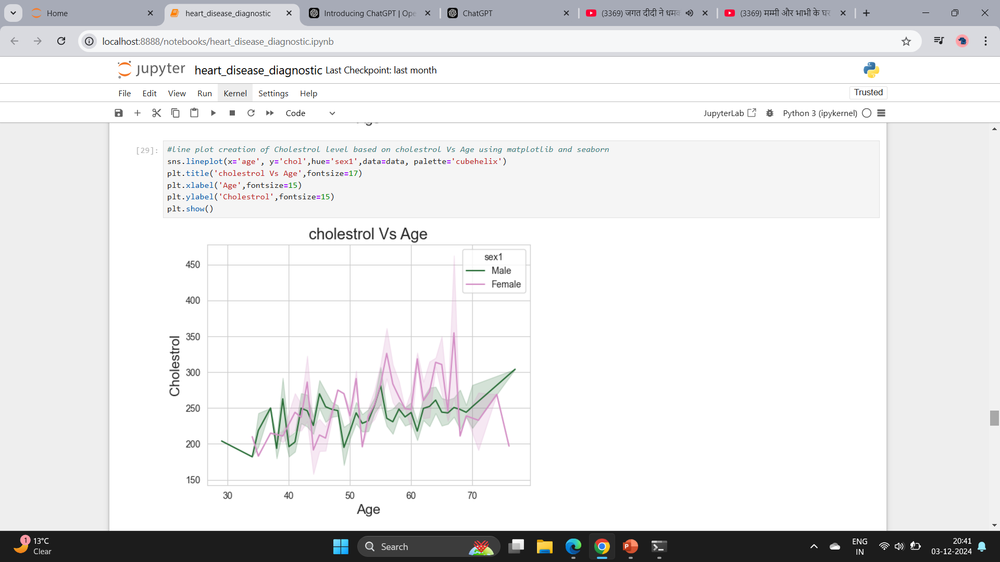 Home
heart_disease_diagnostic
Introducing ChatGPT | Ope
ChatGPT
(3369) जगत दीदी ने धमक
(3369) मम्मी और भाभी के घर
localhost:8888/notebooks/heart_disease_diagnostic.ipynb
jupyter heart_disease_diagnostic Last Checkpoint: last month
File Edit View Run Kernel Settings Help
Trusted
Code
JupyterLab
Python 3 (ipykernel)
[29]:
#line plot creation of Cholestrol level based on cholestrol Vs Age using matplotlib and seaborn
sns.lineplot(x='age', y='chol',hue='sex1',data=data, palette='cubehelix')
plt.title('cholestrol Vs Age',fontsize=17)
plt.xlabel('Age',fontsize=15)
plt.ylabel('Cholestrol',fontsize=15)
plt.show()
cholestrol Vs Age
sex1
Male
Female
450
400
350
300
250
200
150
Cholestrol
30 40 50 60 70
Age
1
13°C
Clear
Search
P
ENG
IN
20:41
03-12-2024